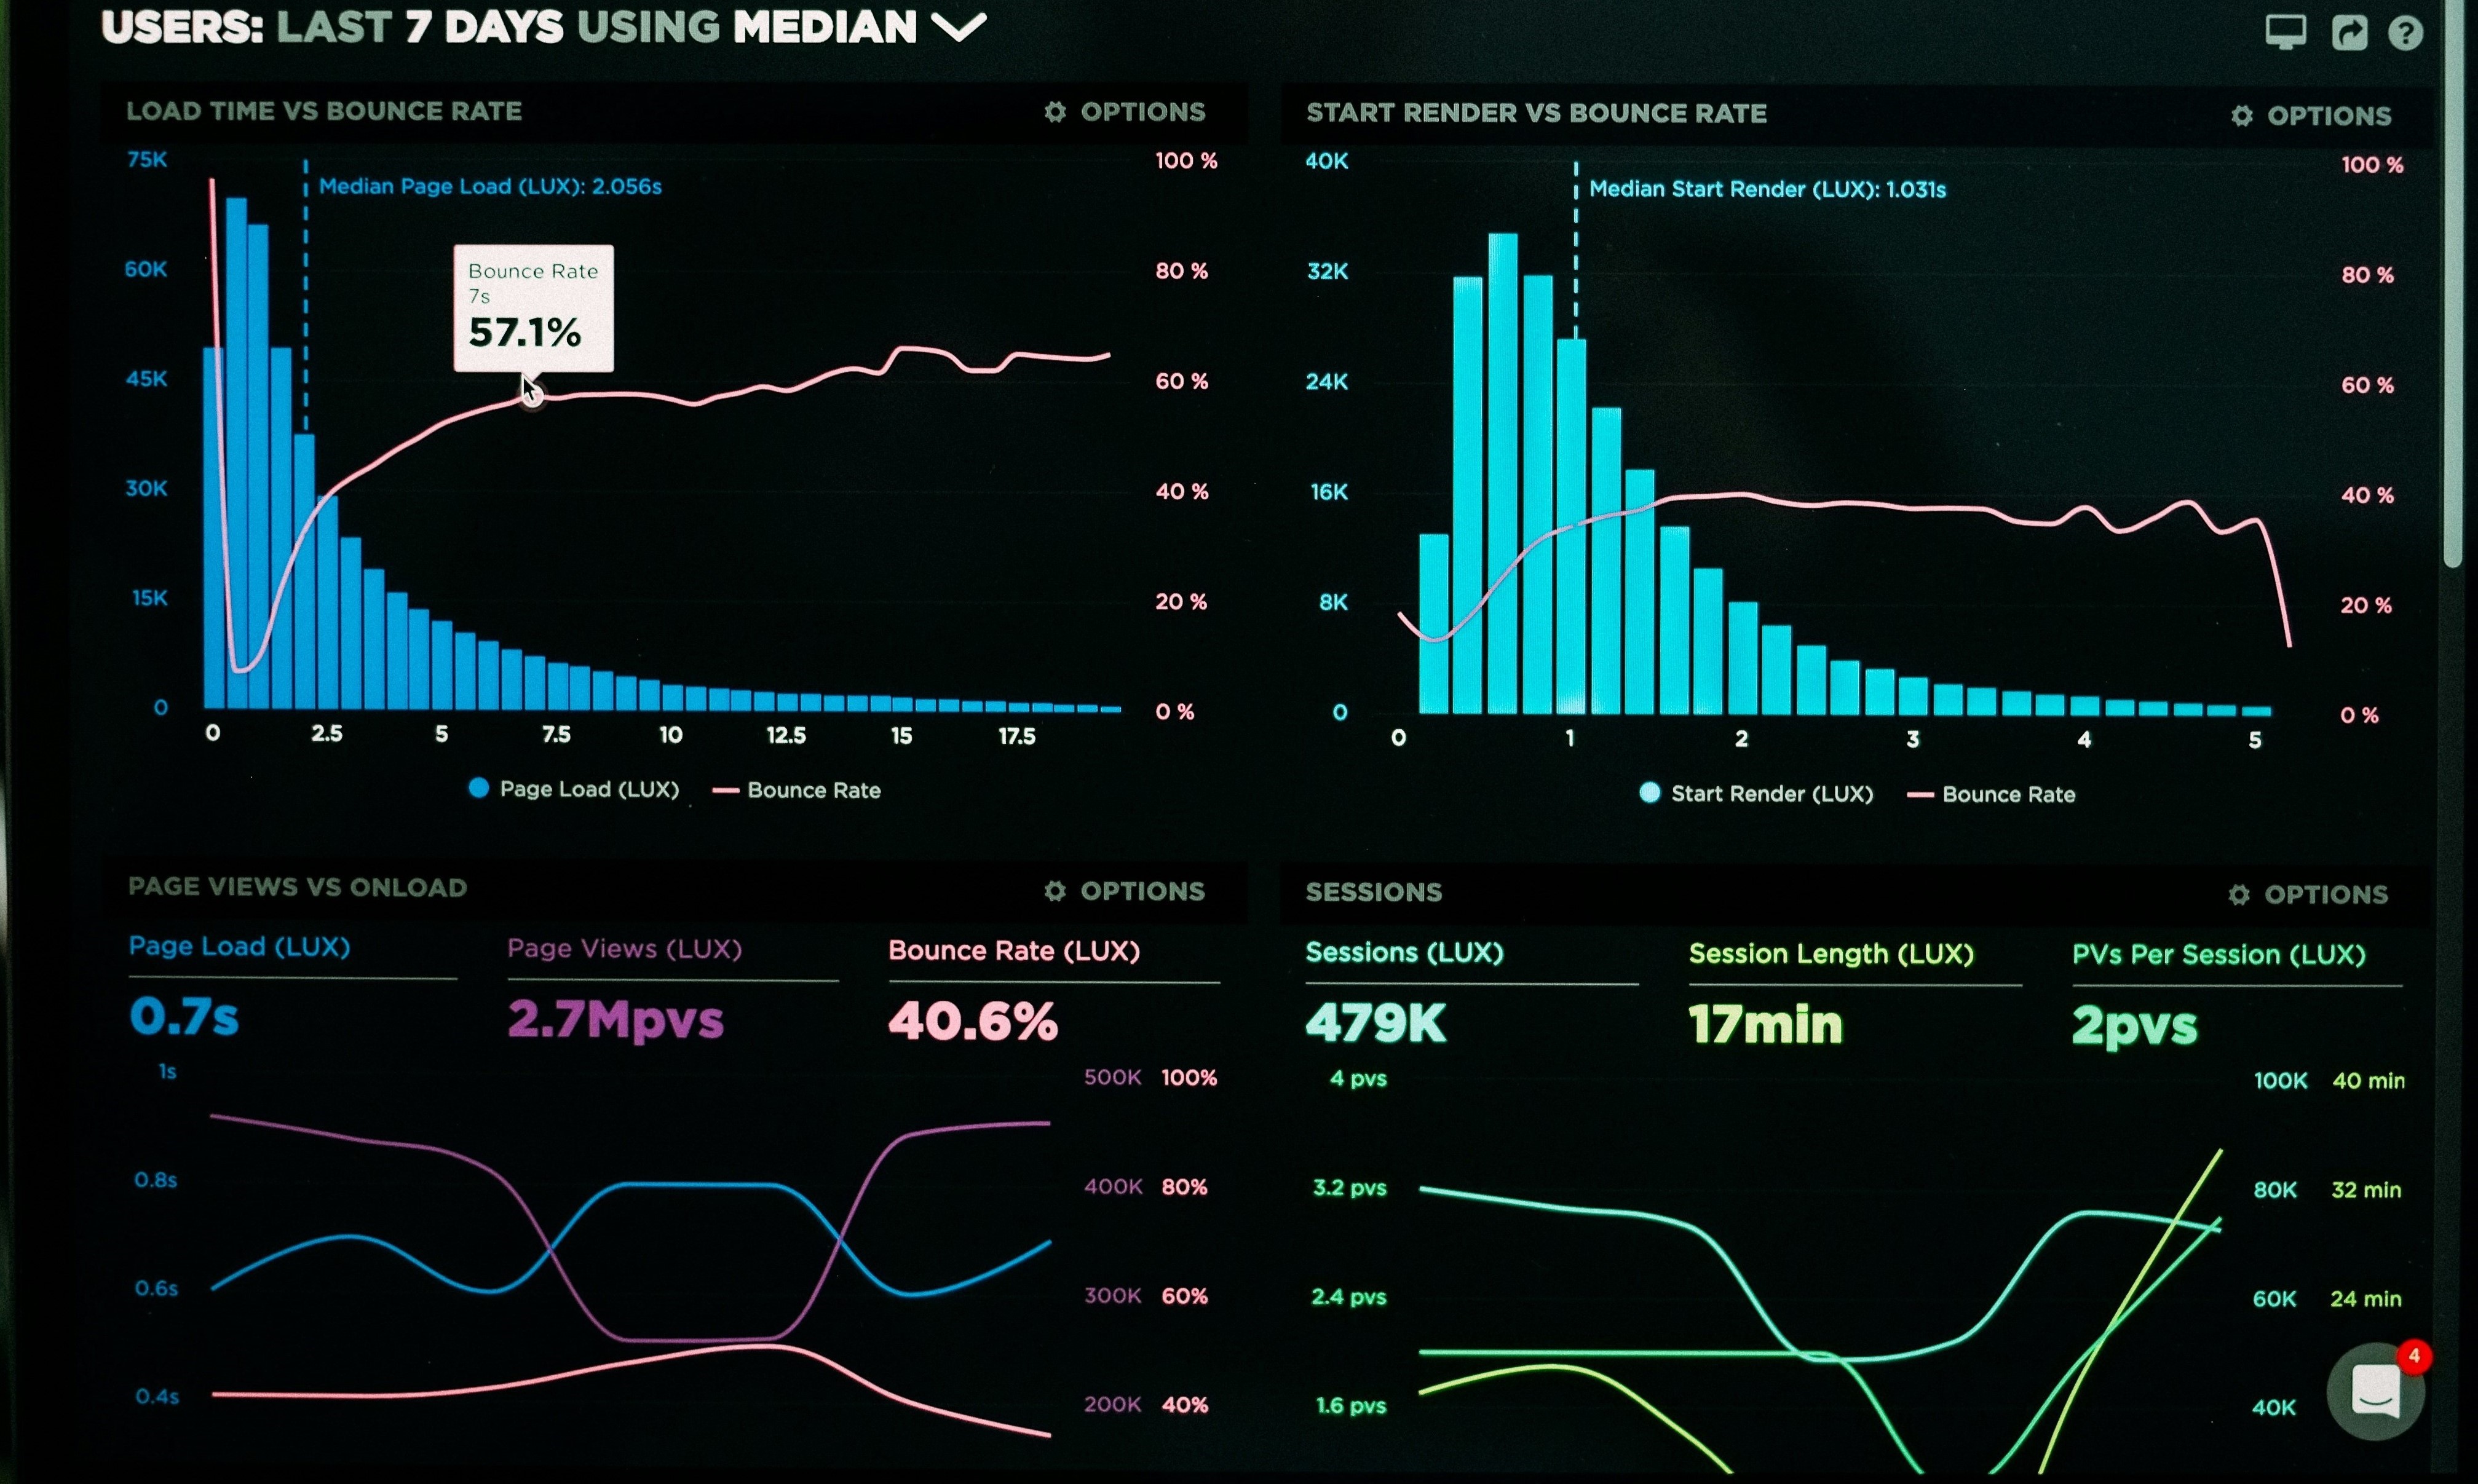 USERS: LAST 7 DAYS USING MEDIAN
LOAD TIME VS BOUNCE RATE
OPTIONS
75K
60K
45K
30K
15K
0
Median Page Load (LUX): 2.056s
Bounce Rate
7s
57.1%
100 %
80 %
60 %
40 %
20 %
0 %
0 2.5 5 7.5 10 12.5 15 17.5
Page Load (LUX) Bounce Rate
START RENDER VS BOUNCE RATE
OPTIONS
40K
32K
24K
16K
8K
0
Median Start Render (LUX): 1.031s
100 %
80 %
60 %
40 %
20 %
0 %
0 1 2 3 4 5
Start Render (LUX) Bounce Rate
PAGE VIEWS VS ONLOAD
OPTIONS
Page Load (LUX) Page Views (LUX) Bounce Rate (LUX)
0.7s 2.7Mpvs 40.6%
1s
0.8s
0.6s
0.4s
500K 100%
400K 80%
300K 60%
200K 40%
SESSIONS
OPTIONS
Sessions (LUX) Session Length (LUX) PVs Per Session (LUX)
479K 17min 2pvs
4 pvs
3.2 pvs
2.4 pvs
1.6 pvs
100K 40 min
80K 32 min
60K 24 min
40K
4